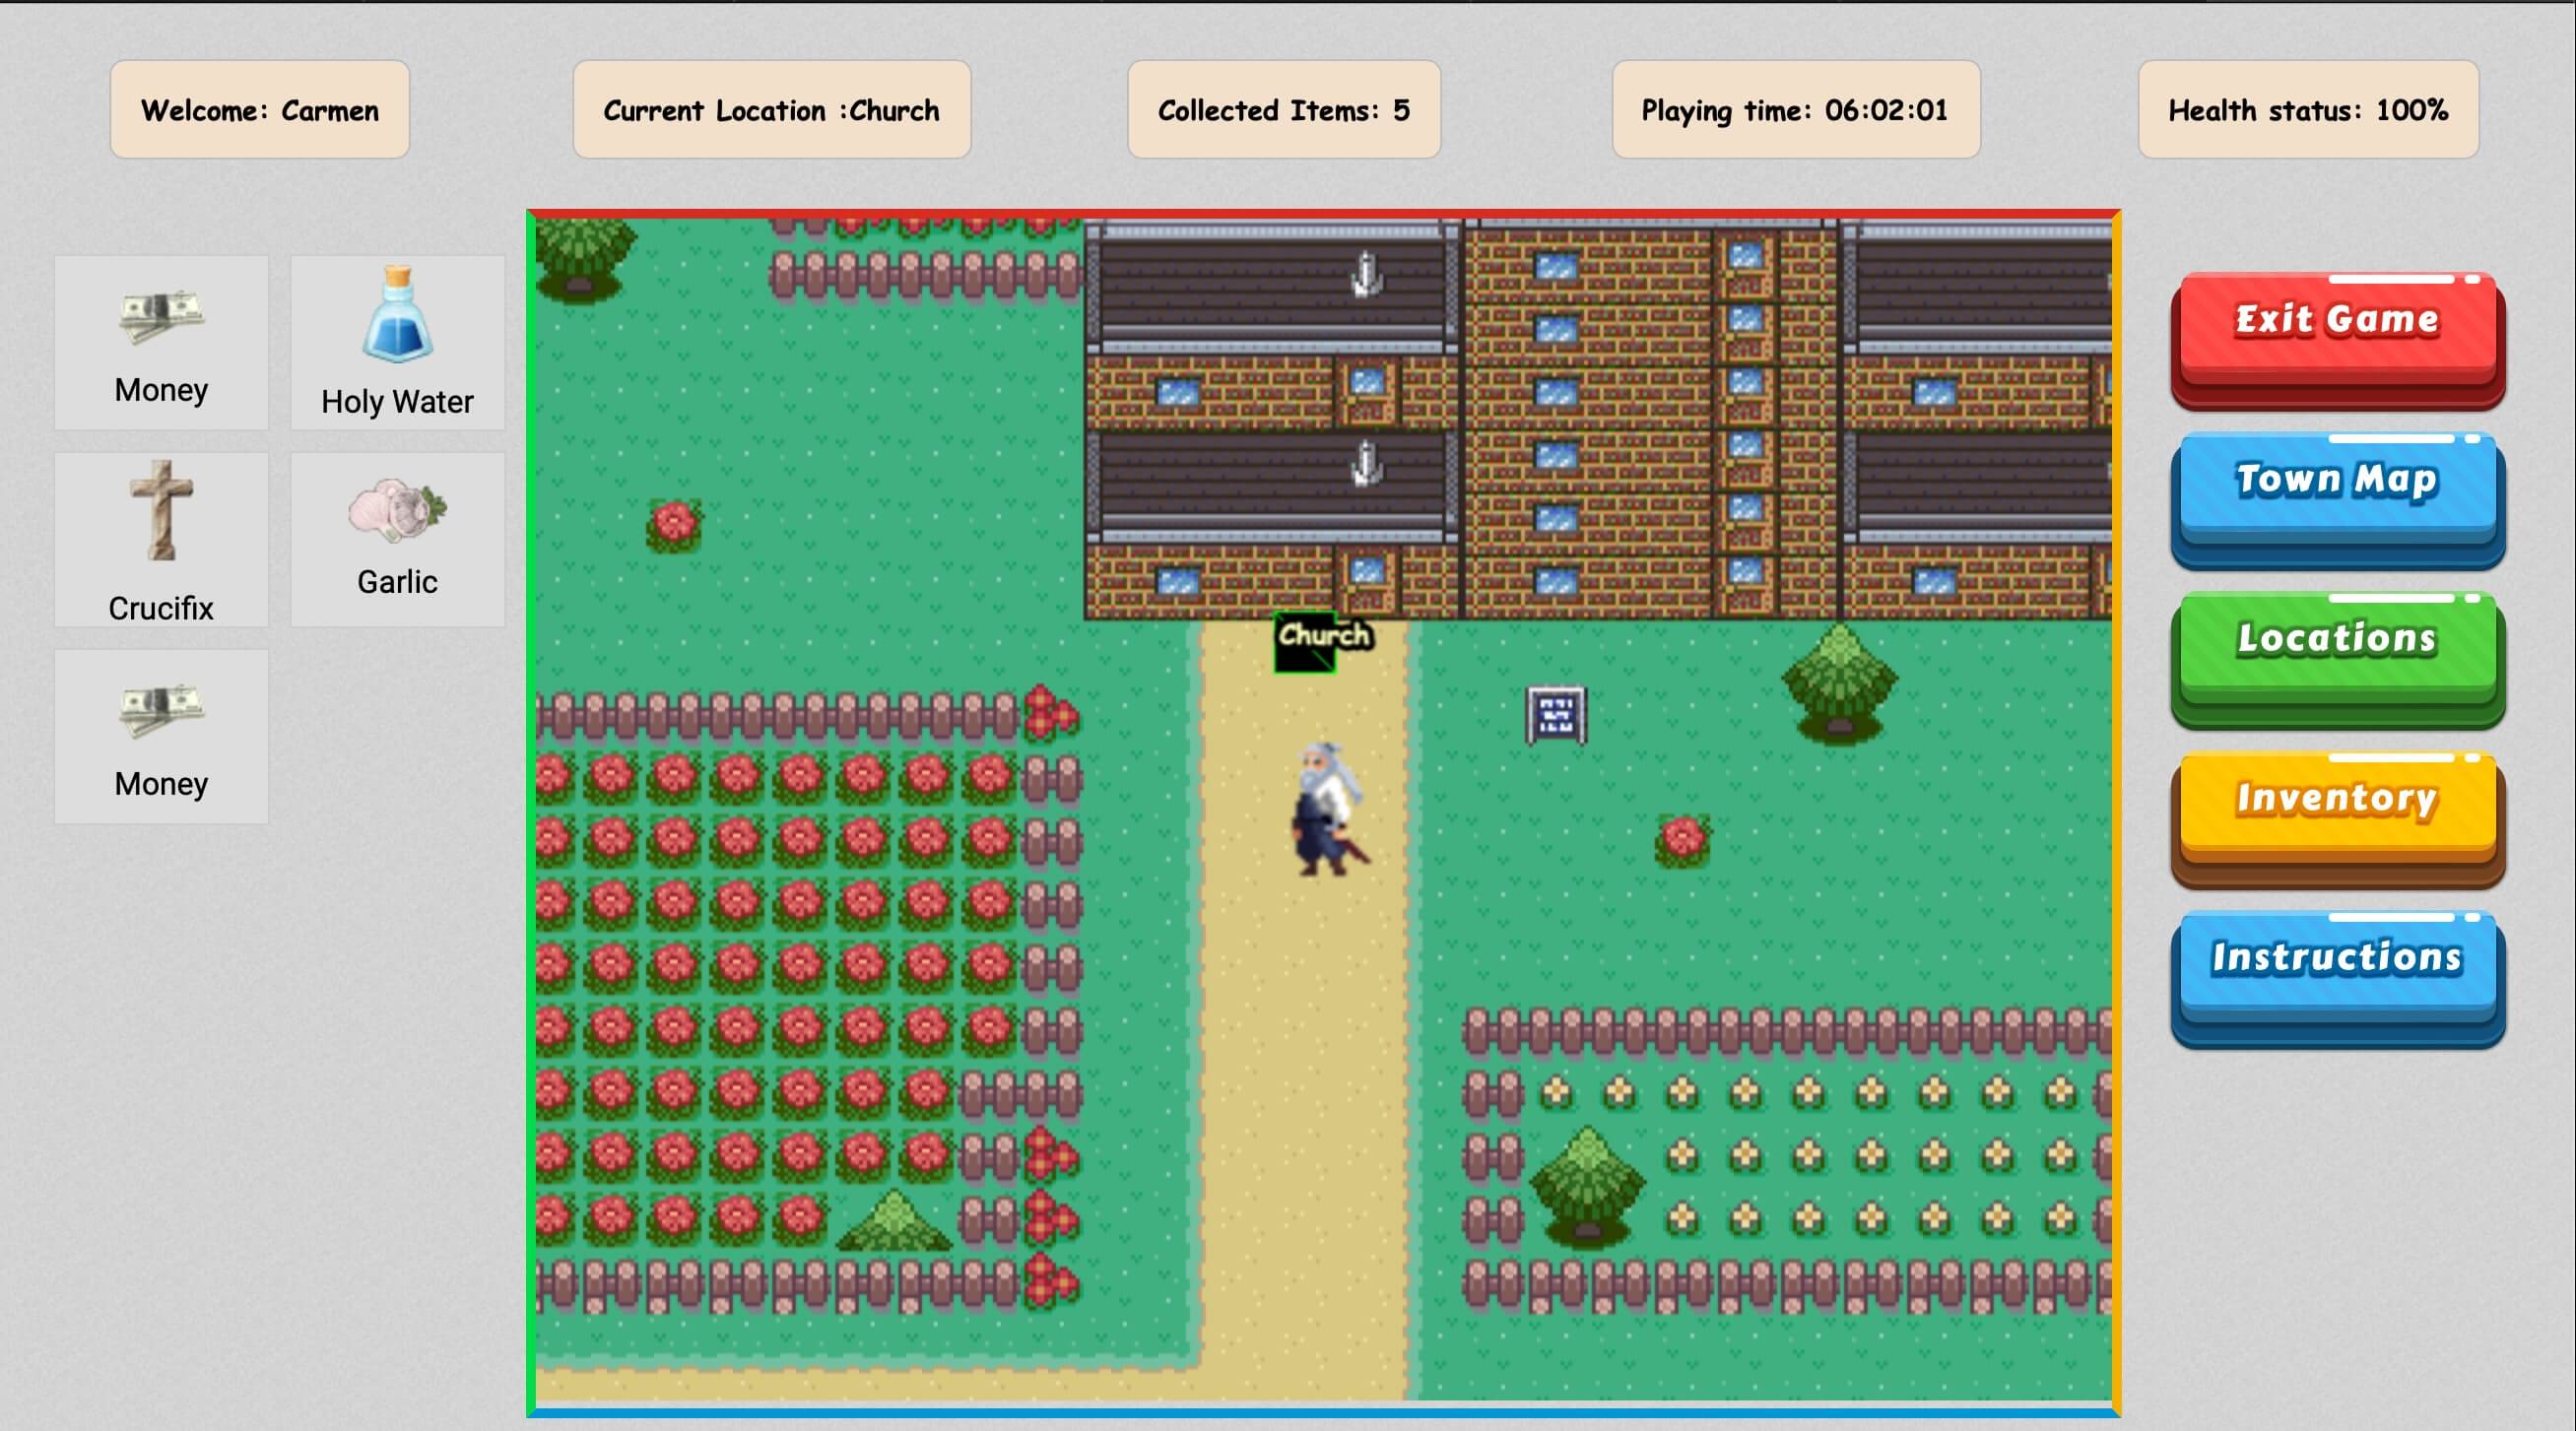 Welcome: Carmen
Current Location :Church
Collected Items: 5
Playing time: 06:02:01
Health status: 100%
Money
Holy Water
Crucifix
Garlic
Money
Church
Exit Game
Town Map
Locations
Inventory
Instructions